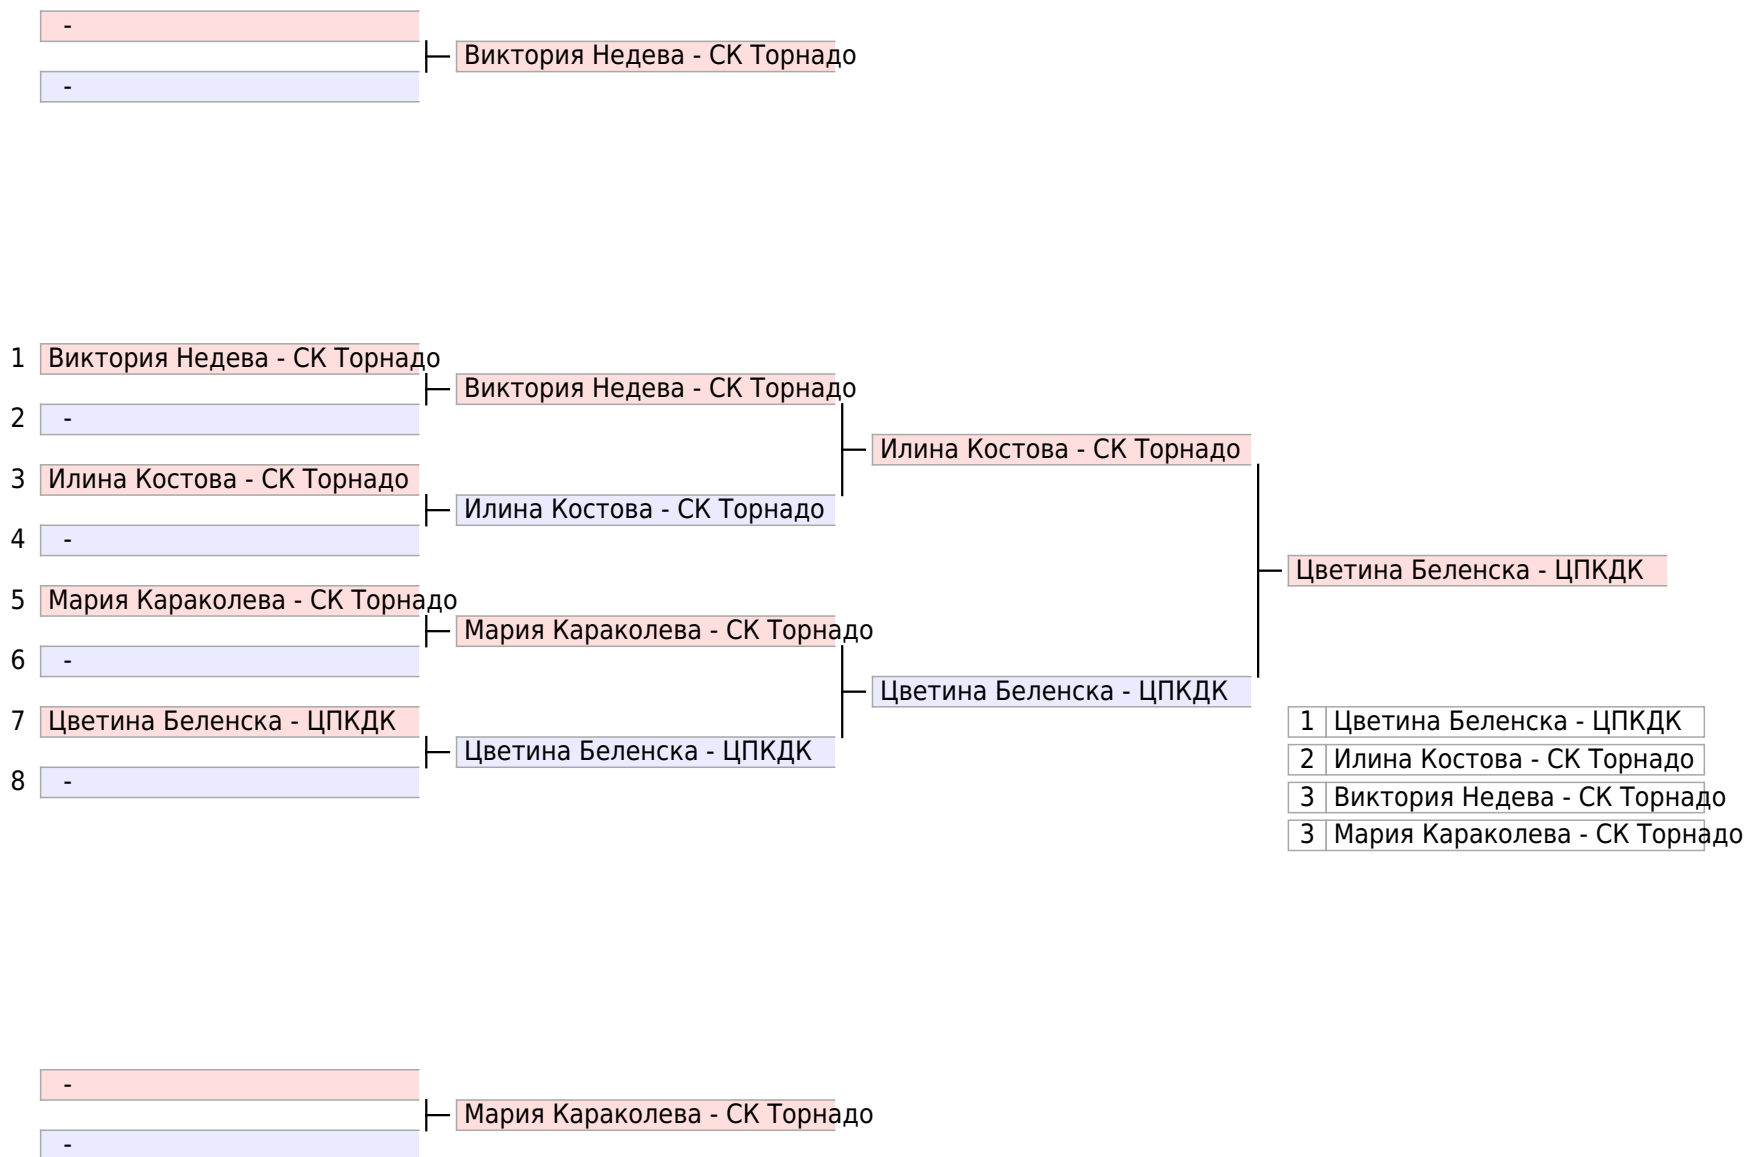 -
Виктория Недева - СК Торнадо
-
1 Виктория Недева - СК Торнадо
Виктория Недева - СК Торнадо
2 -
Илина Костова - СК Торнадо
3 Илина Костова - СК Торнадо
Илина Костова - СК Торнадо
4 -
Цветина Беленска - ЦПКДК
5 Мария Караколева - СК Торнадо
Мария Караколева - СК Торнадо
6 -
Цветина Беленска - ЦПКДК
7 Цветина Беленска - ЦПКДК
Цветина Беленска - ЦПКДК
8 -
1 Цветина Беленска - ЦПКДК
2 Илина Костова - СК Торнадо
3 Виктория Недева - СК Торнадо
3 Мария Караколева - СК Торнадо
-
Мария Караколева - СК Торнадо
-